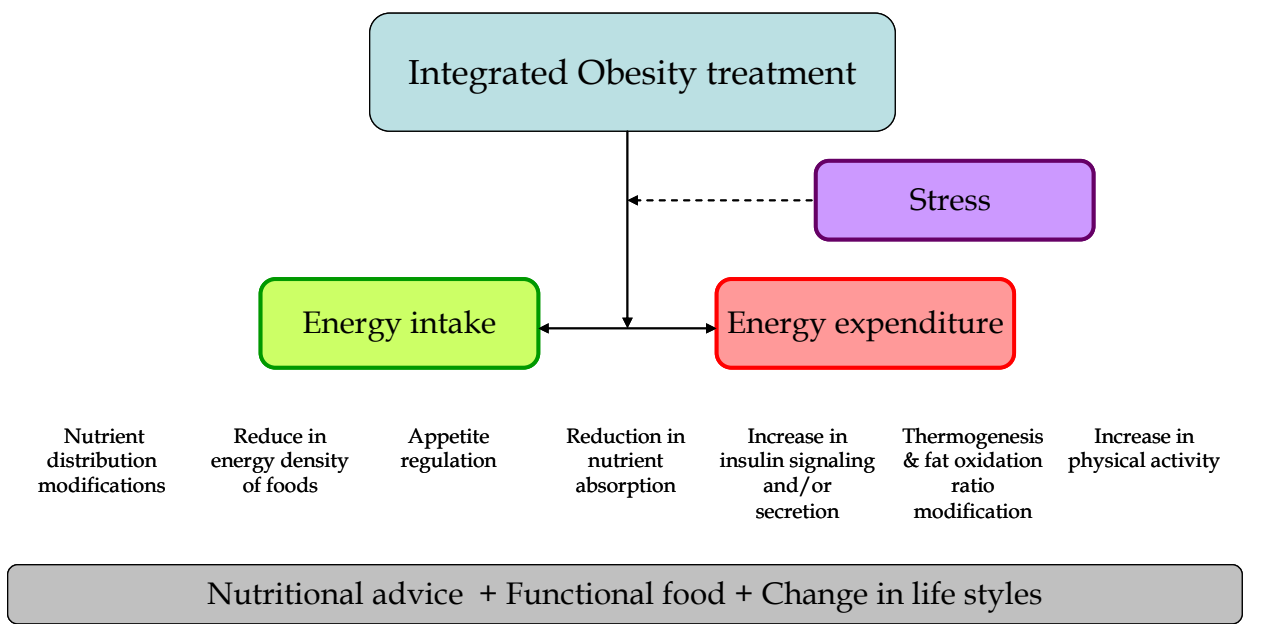 Integrated Obesity treatment
Stress
Energy intake
Energy expenditure
Nutrient
distribution
modifications
Reduce in
energy density
of foods
Appetite
regulation
Reduction in
nutrient
absorption
Increase in
insulin signaling
and/or
secretion
Thermogenesis
& fat oxidation
ratio
modification
Increase in
physical activity
Nutritional advice + Functional food + Change in life styles